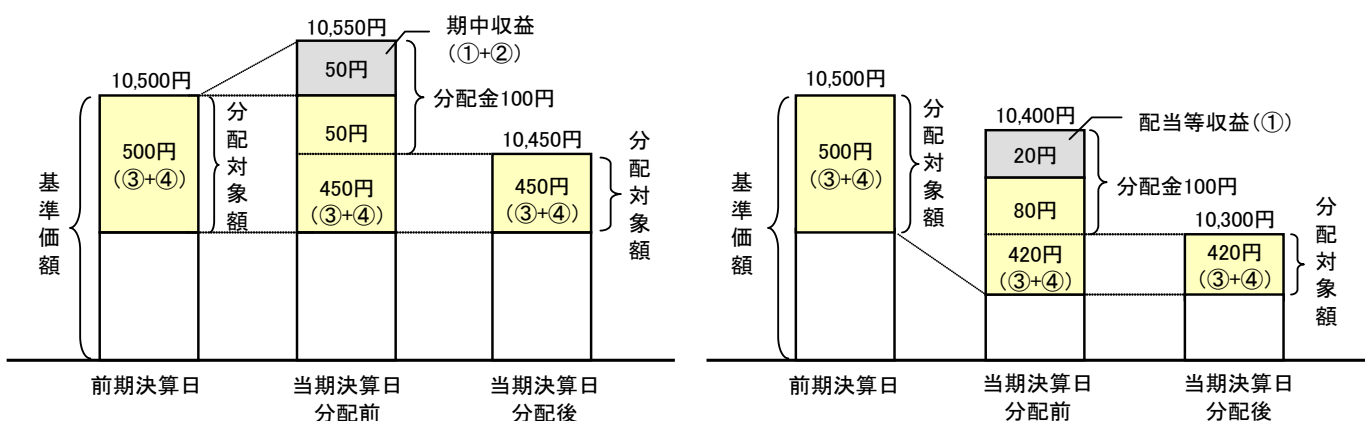 10,550円
期中収益
（①+②）
10,500円
50円
分配金100円
分配対象額
50円
10,450円
500円
（③+④）
450円
（③+④）
450円
（③+④）
分配対象額
基準価額
前期決算日
当期決算日
分配前
当期決算日
分配後
10,500円
10,400円
配当等収益（①）
20円
500円
（③+④）
分配対象額
分配金100円
80円
10,300円
420円
（③+④）
420円
（③+④）
分配対象額
基準価額
前期決算日
当期決算日
分配前
当期決算日
分配後